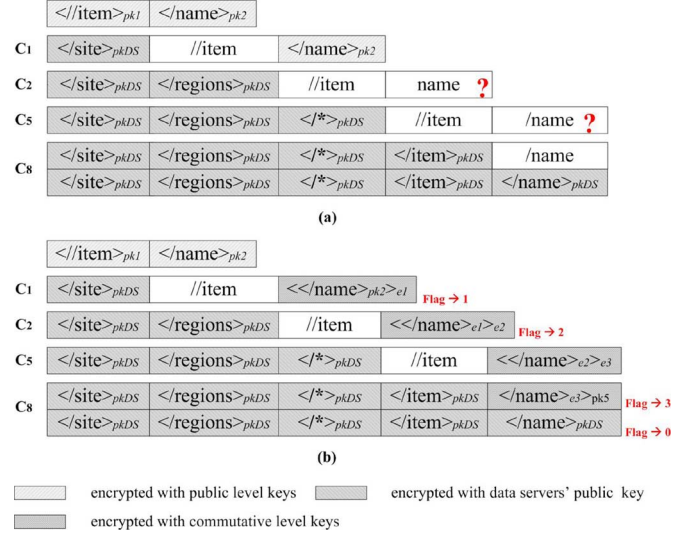 <//item>pk1 </name>pk2
C1 </site>pkDS //item </name>pk2
C2 </site>pkDS </regions>pkDS //item name ?
C5 </site>pkDS </regions>pkDS </*>pkDS //item /name ?
</site>pkDS </regions>pkDS </*>pkDS </item>pkDS /name
C8
</site>pkDS </regions>pkDS </*>pkDS </item>pkDS </name>pkDS
(a)
<//item>pk1 </name>pk2
C1 </site>pkDS //item <</name>pk2>e1
Flag → 1
C2 </site>pkDS </regions>pkDS //item <</name>e1>e2
Flag → 2
C5 </site>pkDS </regions>pkDS </*>pkDS //item <</name>e2>e3
</site>pkDS </regions>pkDS </*>pkDS </item>pkDS </name>e3>pk5
Flag → 3
C8
</site>pkDS </regions>pkDS </*>pkDS </item>pkDS </name>pkDS
Flag → 0
(b)
encrypted with public level keys encrypted with data servers' public key
encrypted with commutative level keys